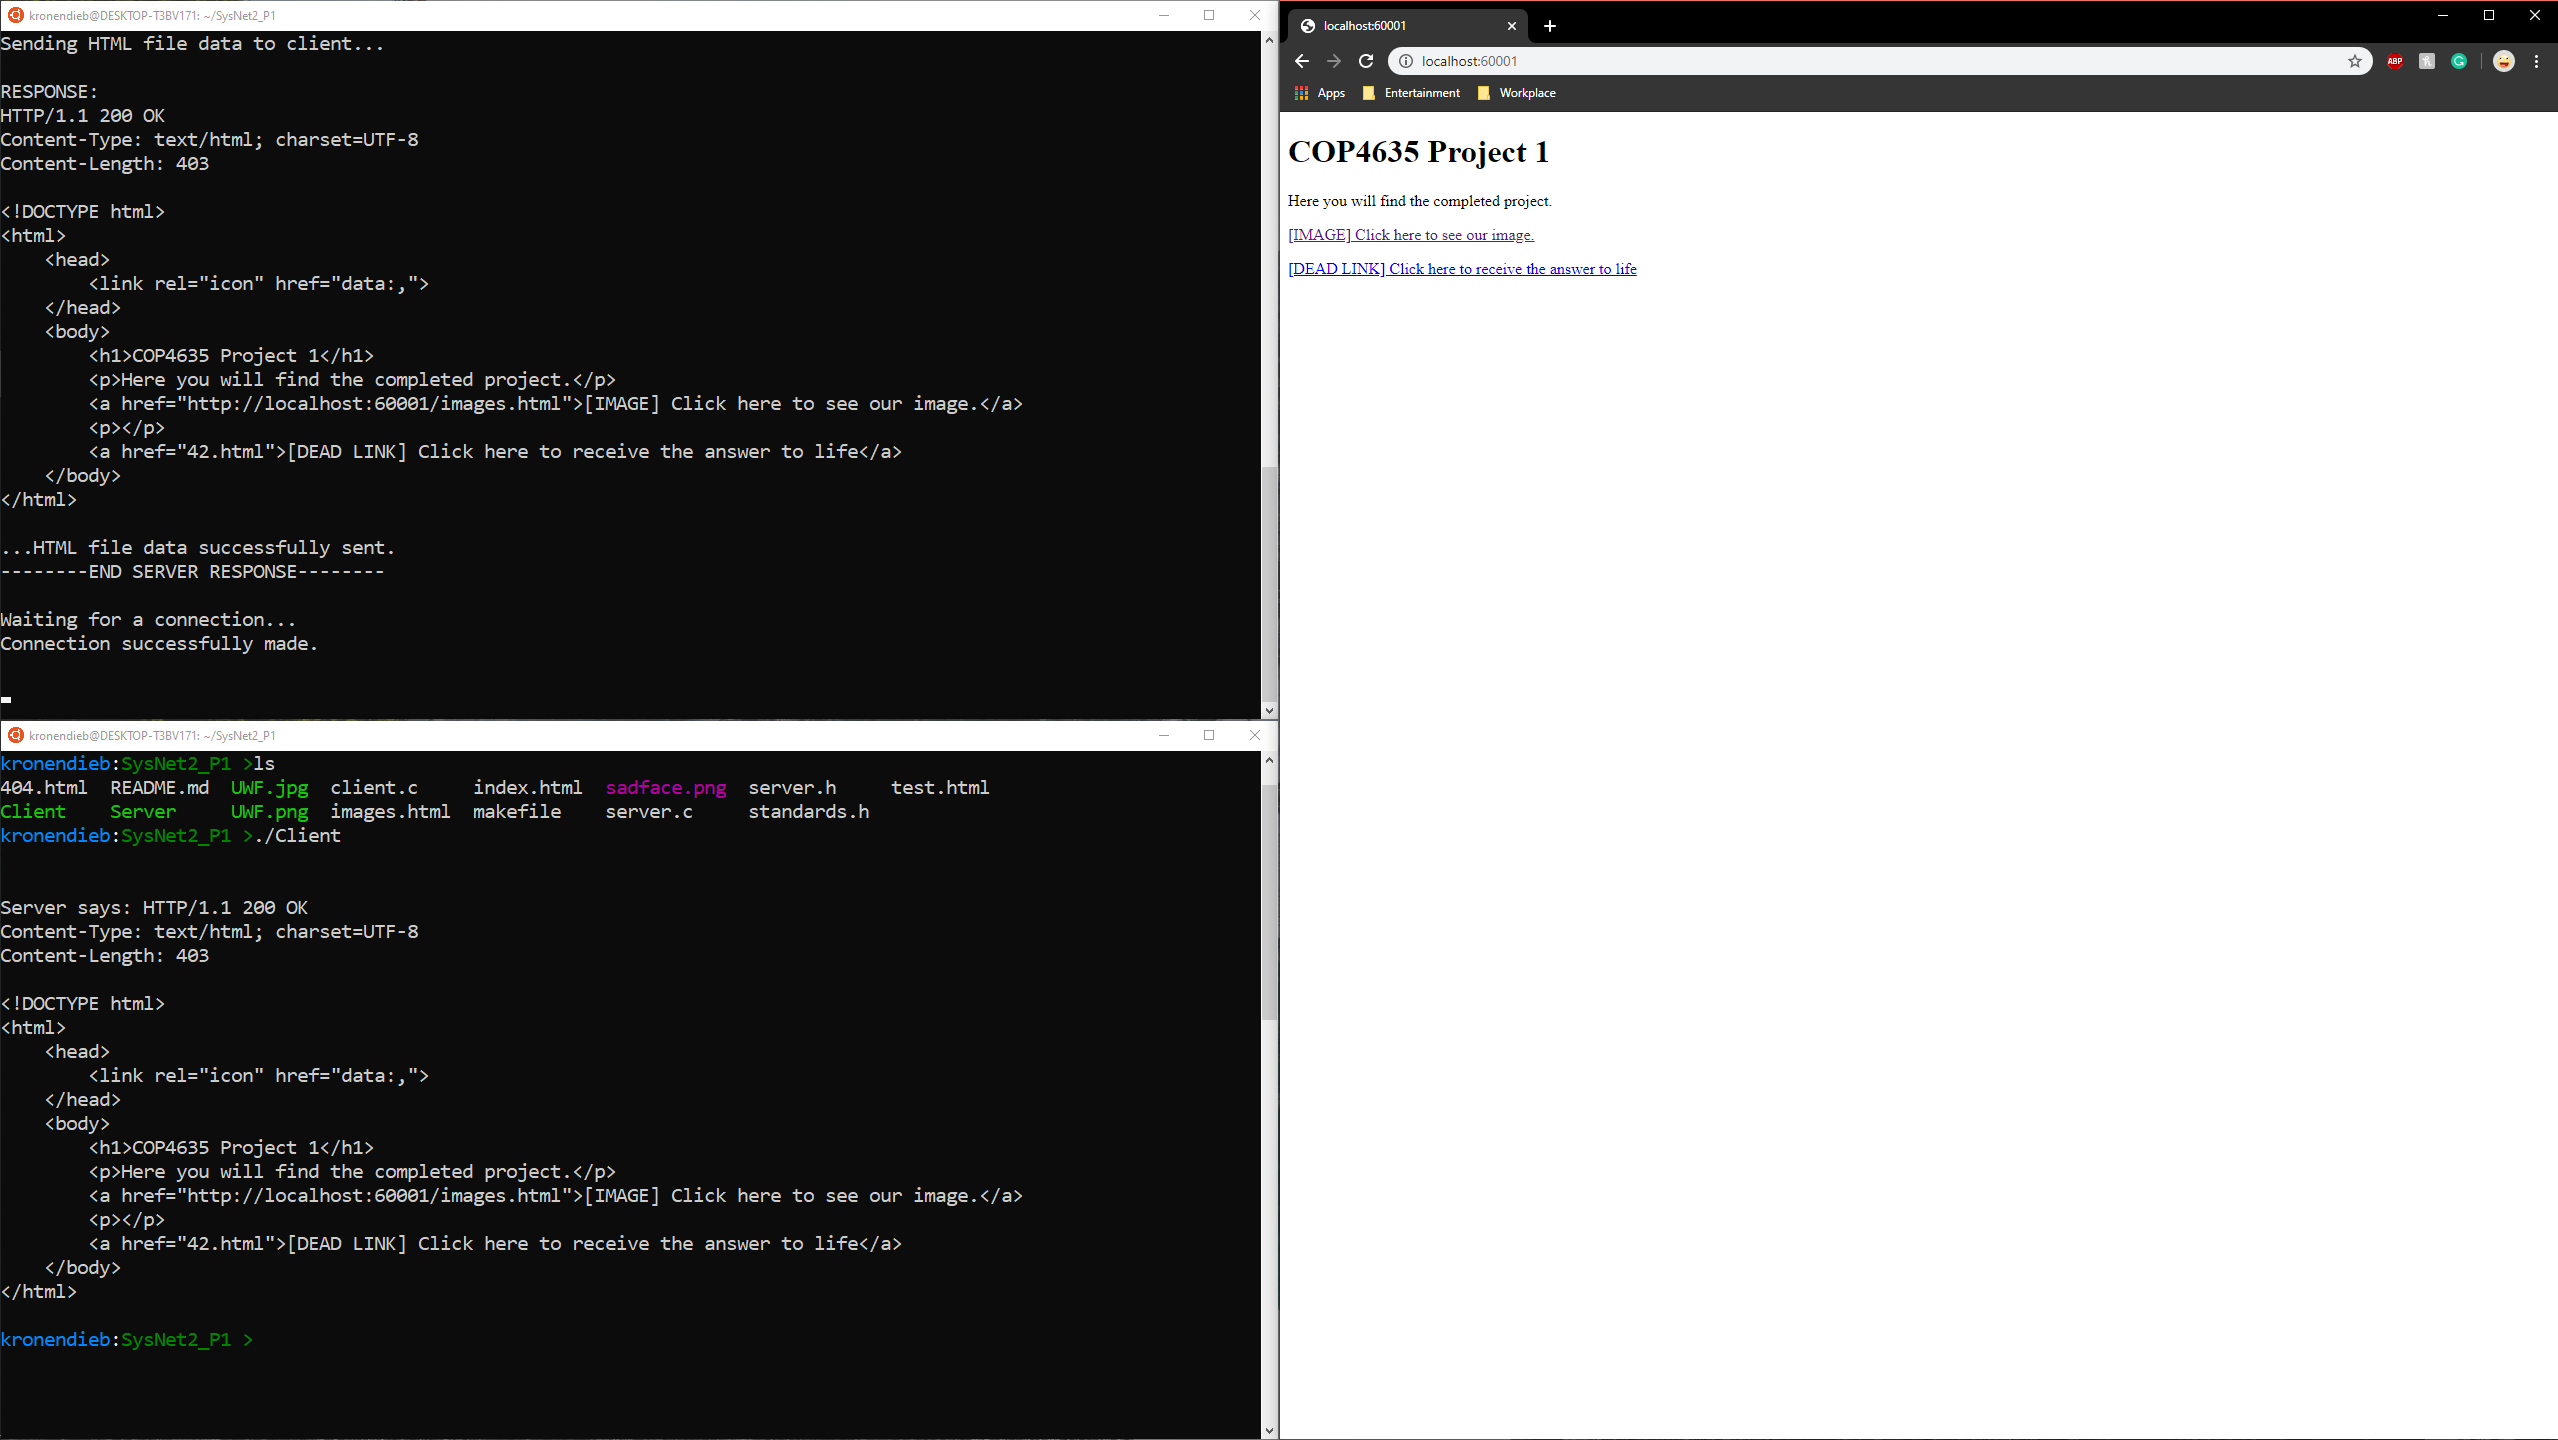 kronendieb@DESKTOP-T3BV171: ~/SysNet2_P1
Sending HTML file data to client...
RESPONSE:
HTTP/1.1 200 OK
Content-Type: text/html; charset=UTF-8
Content-Length: 403
<!DOCTYPE html>
<html>
<head>
<link rel="icon" href="data:,">
</head>
<body>
<h1>COP4635 Project 1</h1>
<p>Here you will find the completed project.</p>
<a href="http://localhost:60001/images.html">[IMAGE] Click here to see our image.</a>
<p></p>
<a href="42.html">[DEAD LINK] Click here to receive the answer to life</a>
</body>
</html>
...HTML file data successfully sent.
--------END SERVER RESPONSE--------
Waiting for a connection...
Connection successfully made.
kronendieb@DESKTOP-T3BV171: ~/SysNet2_P1
kronendieb:SysNet2_P1 >ls
404.html README.md UWF.jpg client.c index.html sadface.png server.h test.html
Client Server UWF.png images.html makefile server.c standards.h
kronendieb:SysNet2_P1 >./Client
Server says: HTTP/1.1 200 OK
Content-Type: text/html; charset=UTF-8
Content-Length: 403
<!DOCTYPE html>
<html>
<head>
<link rel="icon" href="data:,">
</head>
<body>
<h1>COP4635 Project 1</h1>
<p>Here you will find the completed project.</p>
<a href="http://localhost:60001/images.html">[IMAGE] Click here to see our image.</a>
<p></p>
<a href="42.html">[DEAD LINK] Click here to receive the answer to life</a>
</body>
</html>
kronendieb:SysNet2_P1 >
localhost:60001
localhost:60001
ABP
Apps Entertainment Workplace
COP4635 Project 1
Here you will find the completed project.
[IMAGE] Click here to see our image.
[DEAD LINK] Click here to receive the answer to life